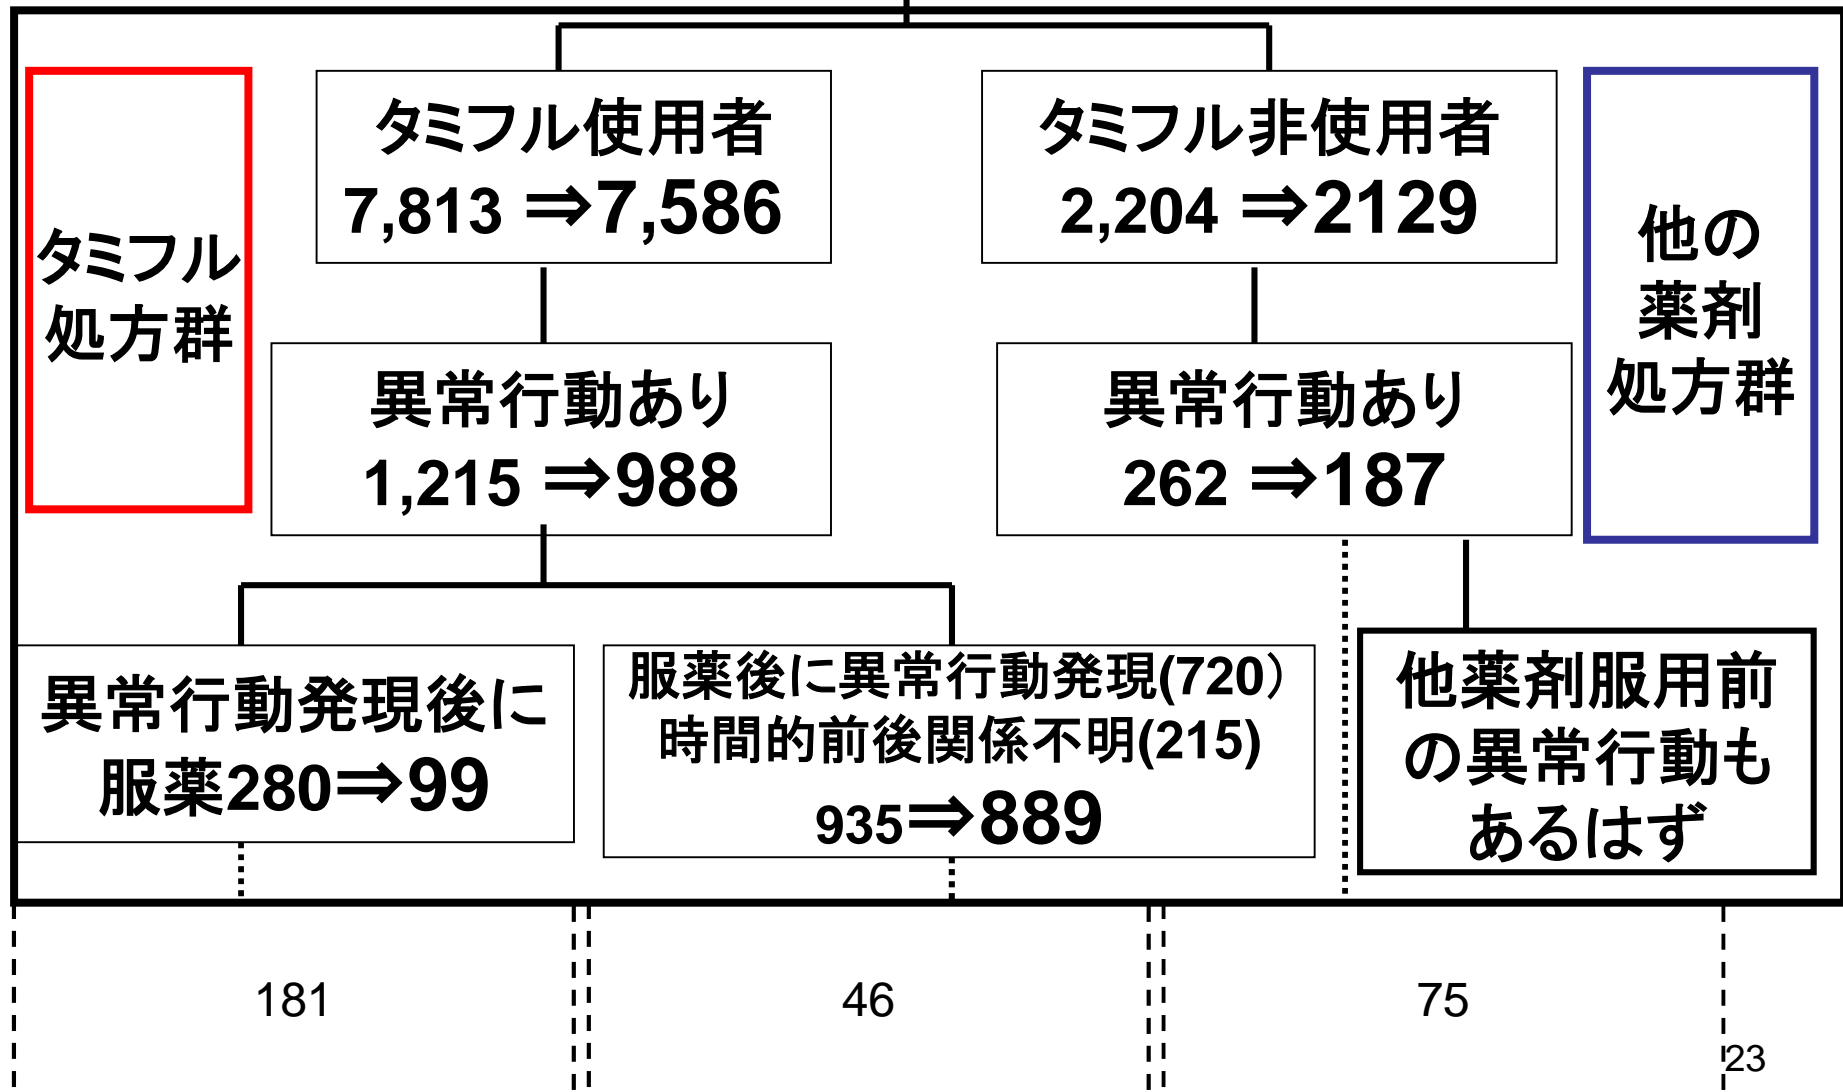 タミフル
処方群
タミフル使用者
7,813 ⇒7,586
タミフル非使用者
2,204 ⇒2129
他の
薬剤
処方群
異常行動あり
1,215 ⇒988
異常行動あり
262 ⇒187
異常行動発現後に
服薬280⇒99
服薬後に異常行動発現(720）
時間的前後関係不明(215)
935⇒889
他薬剤服用前
の異常行動も
あるはず
181
46
75
23